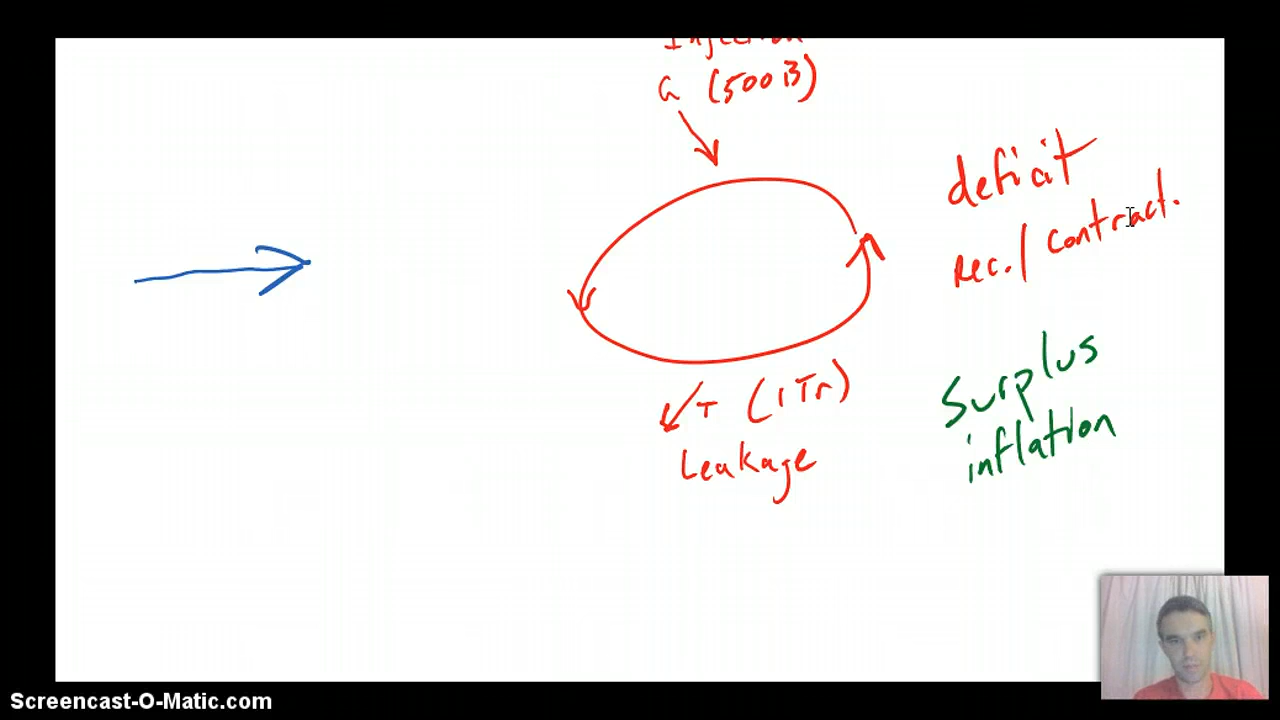 G (500B)
deficit
rec./contract.
T (1Tr)
Leakage
Surplus
inflation
Screencast-O-Matic.com